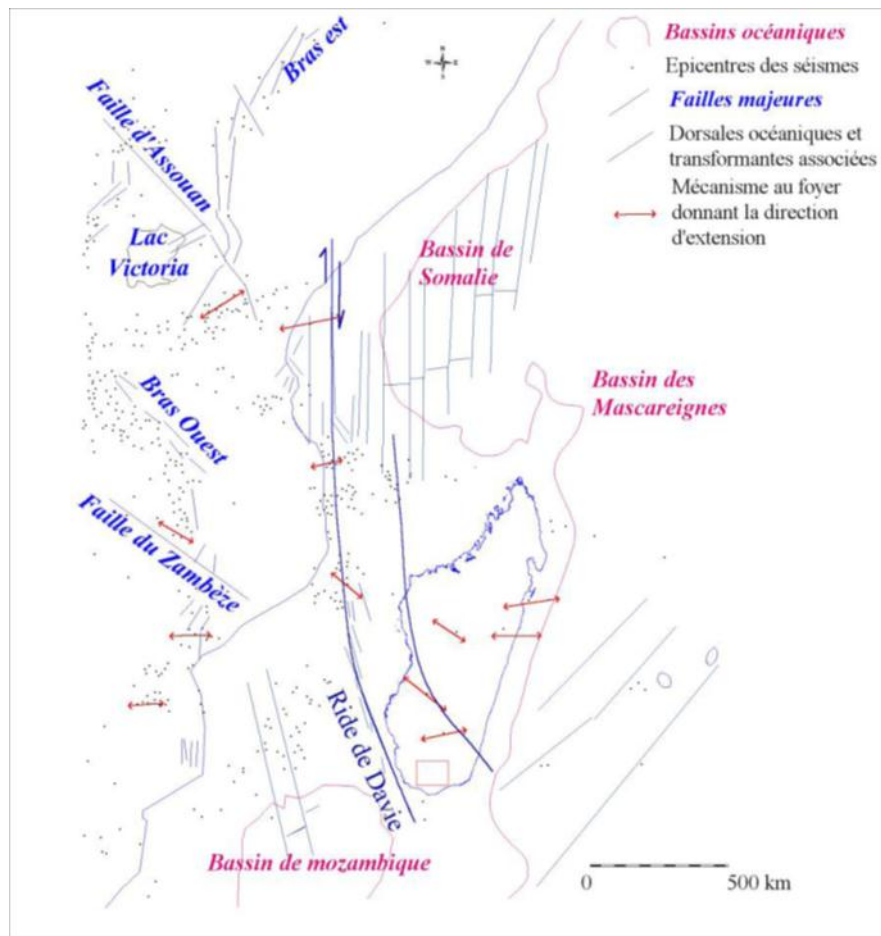 Bassins océaniques
Epicentres des séismes
Failles majeures
Dorsales océaniques et
transformantes associées
Mécanisme au foyer
donnant la direction
d'extension
Bras est
Faille d'Assouan
Lac
Victoria
Bassin de
Somalie
Bassin des
Mascareignes
Bras Ouest
Faille du Zambèze
Ride de Davie
Bassin de mozambique
0 500 km